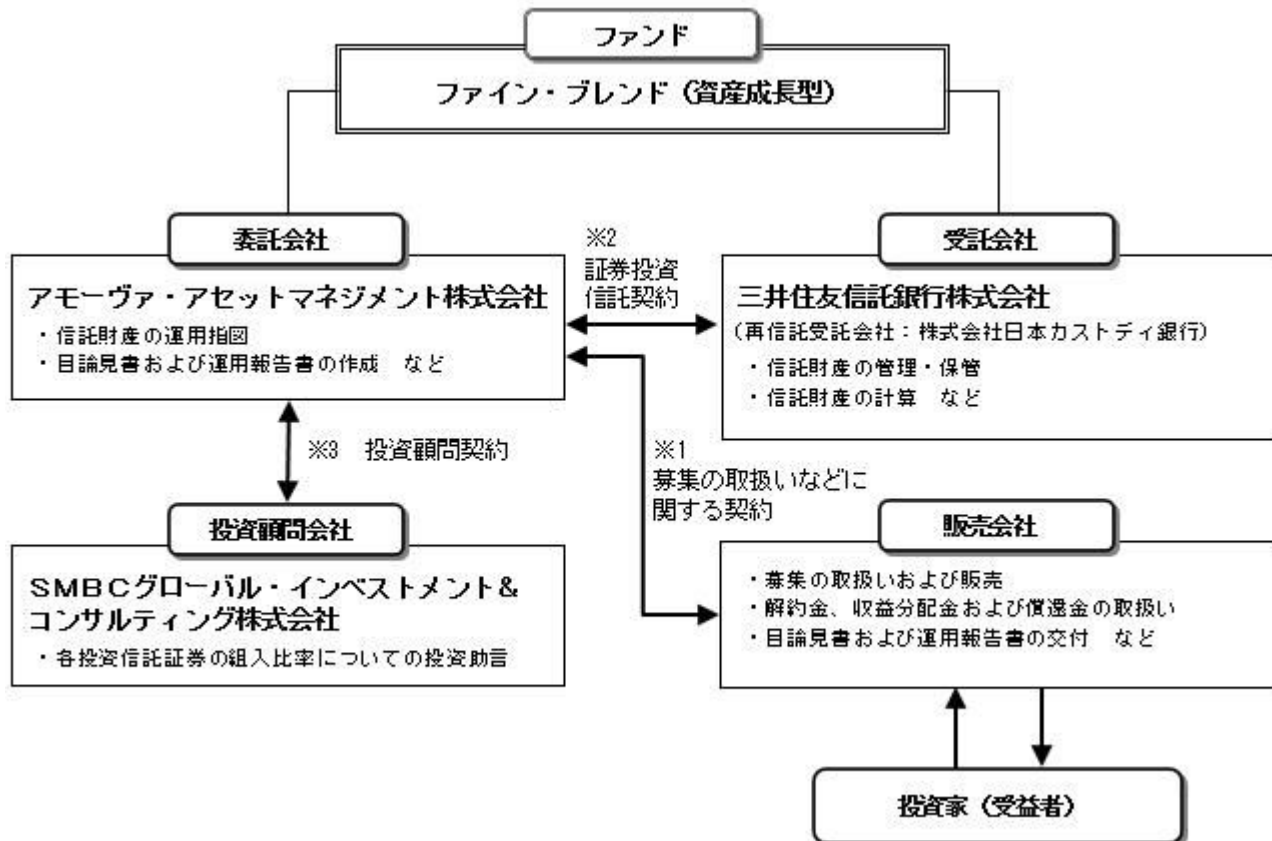 ファンド
ファイン・ブレンド（資産成長型）
委託会社
アモーヴァ・アセットマネジメント株式会社
・信託財産の運用指図
・目論見書および運用報告書の作成　など
※2
証券投資
信託契約
受託会社
三井住友信託銀行株式会社
（再信託受託会社：株式会社日本カストディ銀行）
・信託財産の管理・保管
・信託財産の計算　など
※3　投資顧問契約
※1
募集の取扱いなどに
関する契約
投資顧問会社
ＳＭＢＣグローバル・インベストメント＆
コンサルティング株式会社
・各投資信託証券の組入比率についての投資助言
販売会社
・募集の取扱いおよび販売
・解約金、収益分配金および償還金の取扱い
・目論見書および運用報告書の交付　など
投資家（受益者）